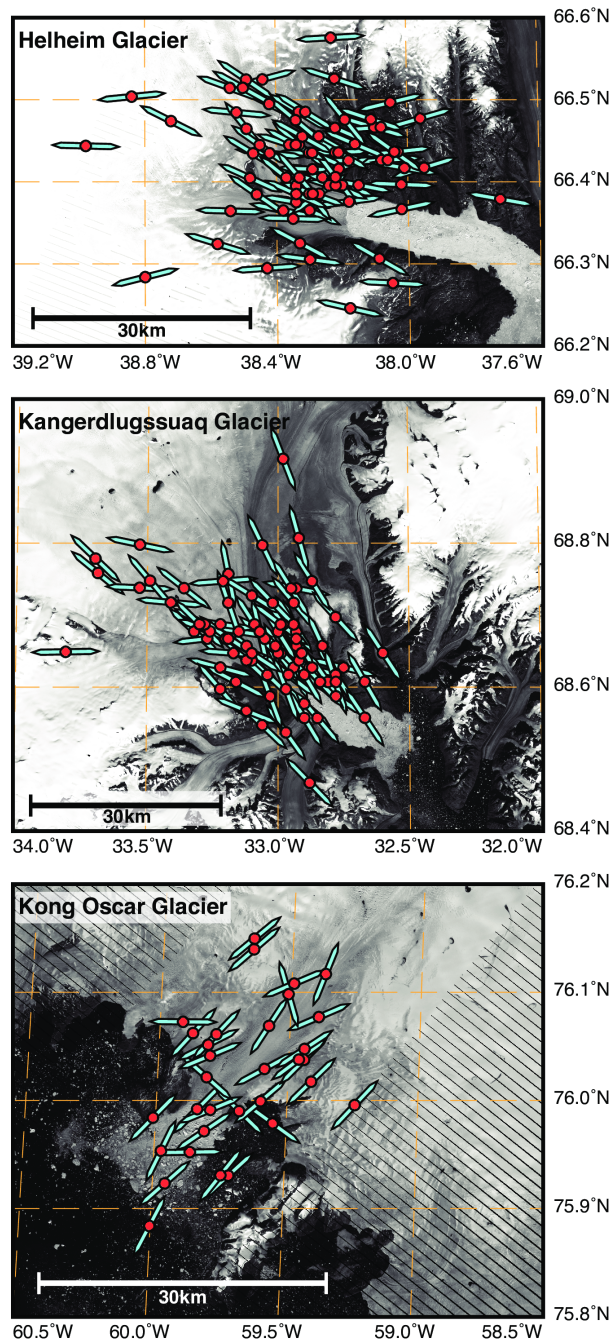 Helheim Glacier
66.6°N
66.5°N
66.4°N
66.3°N
30km
66.2°N
39.2°W 38.8°W 38.4°W 38.0°W 37.6°W
Kangerdlugssuaq Glacier
69.0°N
68.8°N
68.6°N
30km
68.4°N
34.0°W 33.5°W 33.0°W 32.5°W 32.0°W
Kong Oscar Glacier
76.2°N
76.1°N
76.0°N
75.9°N
30km
75.8°N
60.5°W 60.0°W 59.5°W 59.0°W 58.5°W